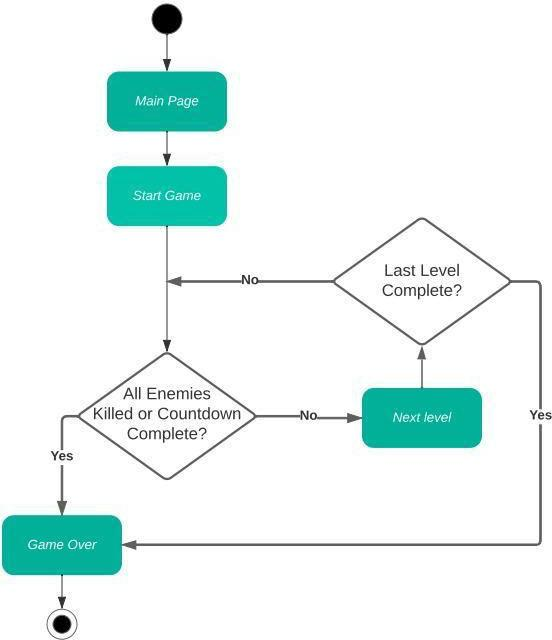 Main Page
Start Game
Last Level
Complete?
No
All Enemies
Killed or Countdown
Complete?
No
Next level
Yes
Yes
Game Over